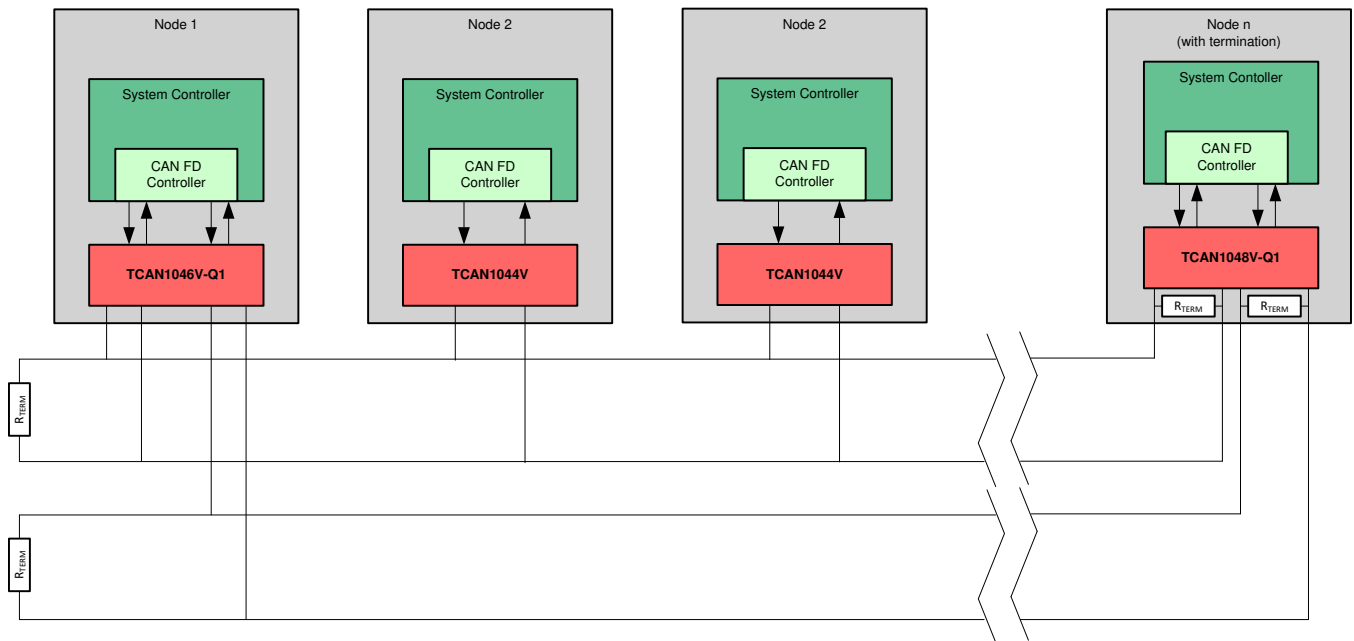 Node 1
System Controller
CAN FD
Controller
TCAN1046V-Q1
Node 2
System Controller
CAN FD
Controller
TCAN1044V
Node 2
System Controller
CAN FD
Controller
TCAN1044V
Node n
(with termination)
System Contoller
CAN FD
Controller
TCAN1048V-Q1
RTERM
RTERM
RTERM
RTERM